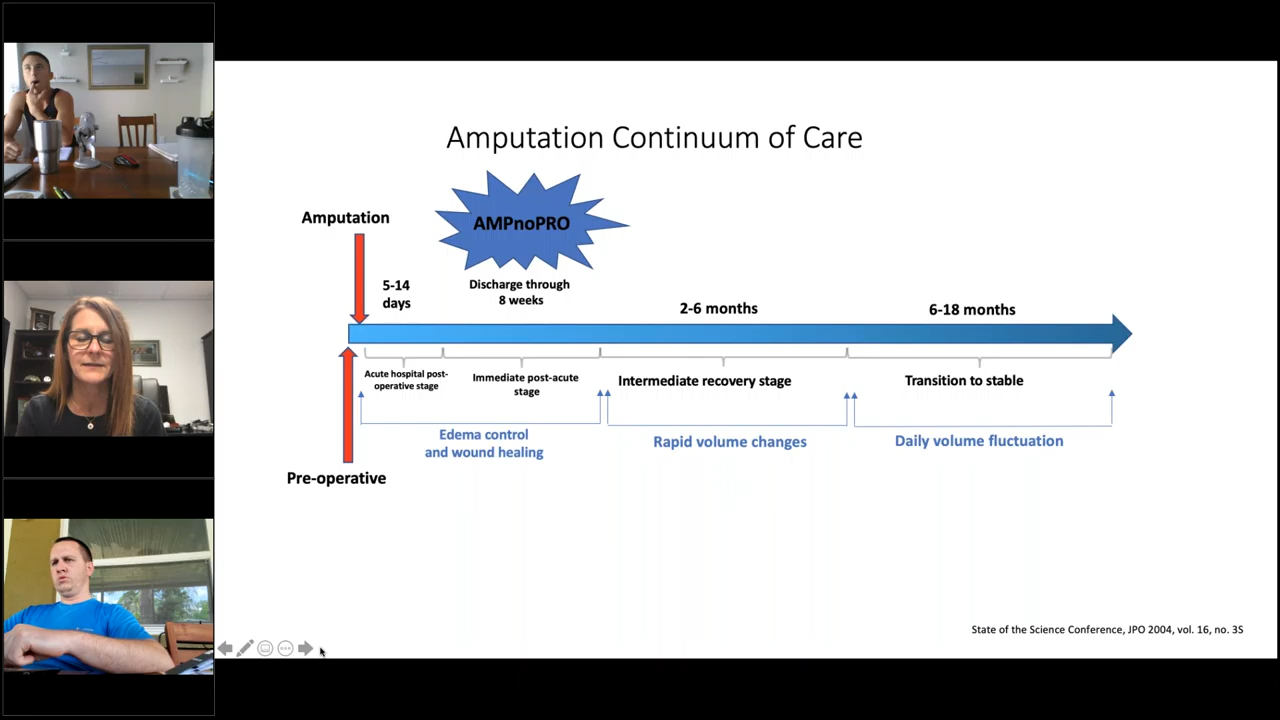 Amputation Continuum of Care
AMPnoPRO
Amputation
5-14
days
Discharge through
8 weeks
2-6 months
6-18 months
Acute hospital post-
operative stage
Immediate post-acute
stage
Intermediate recovery stage
Transition to stable
Edema control
and wound healing
Rapid volume changes
Daily volume fluctuation
Pre-operative
State of the Science Conference, JPO 2004, vol. 16, no. 3S